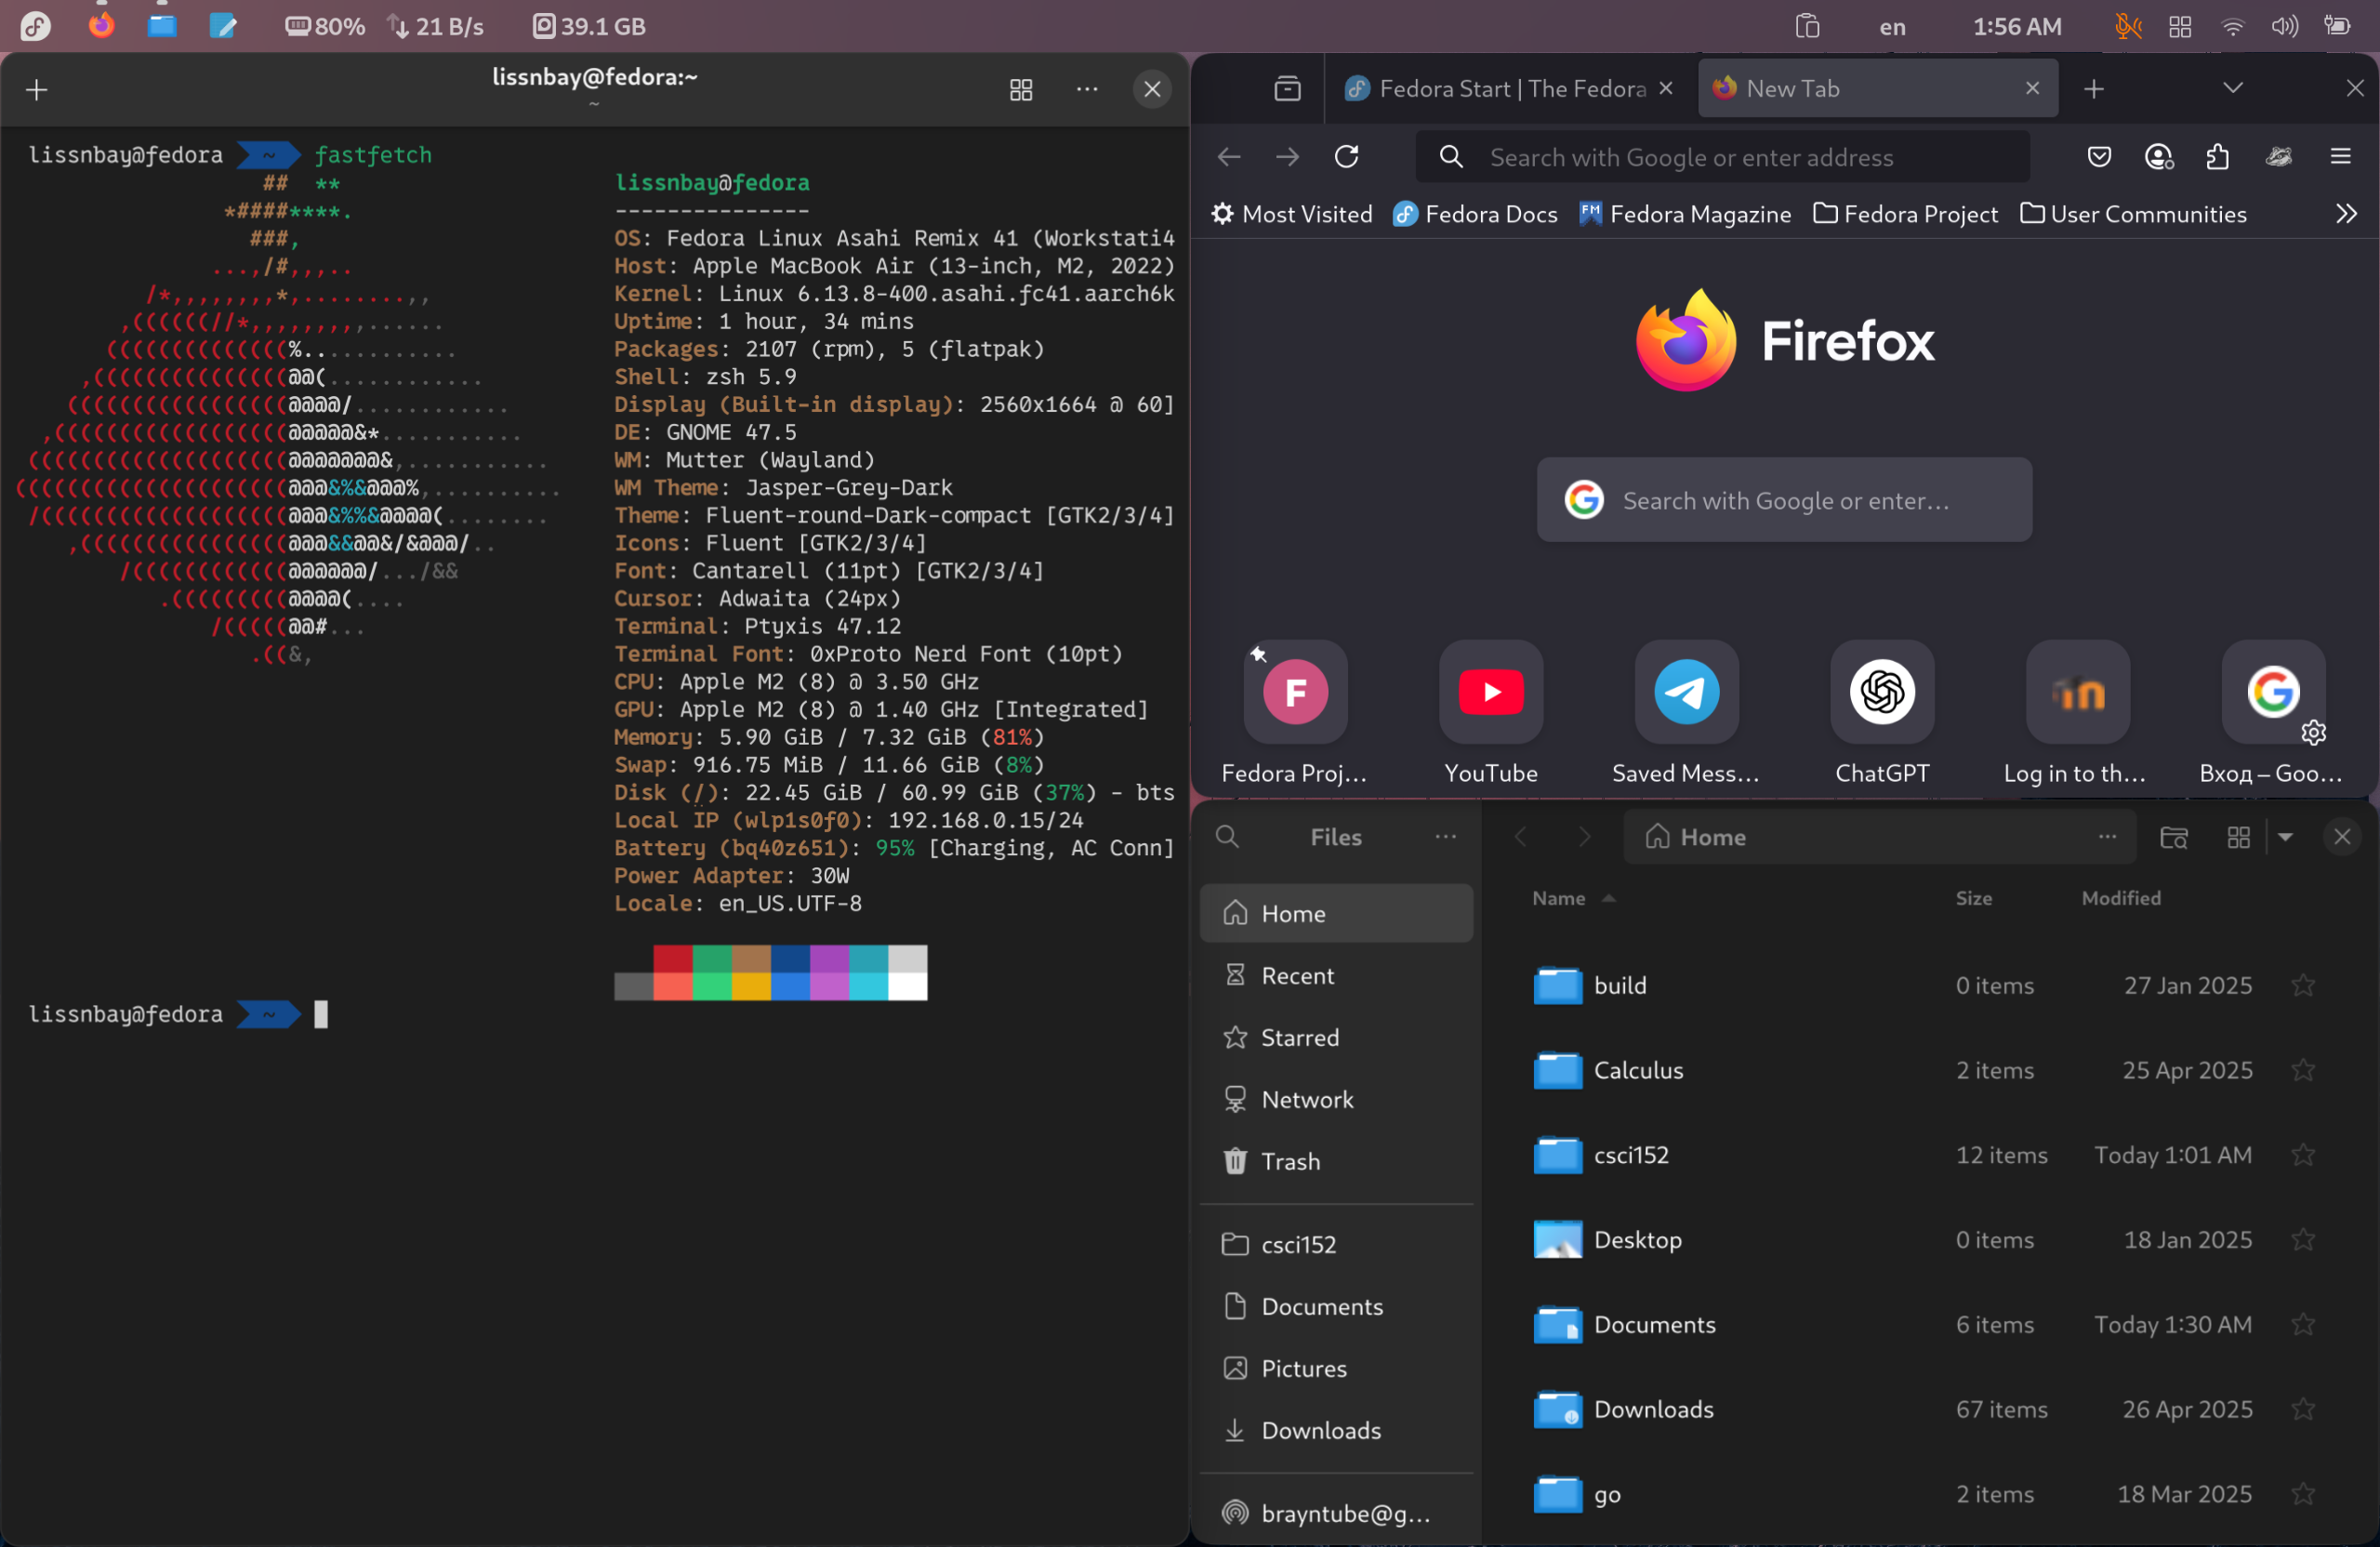 80% 21 B/s 39.1 GB en 1:56 AM
lissnbay@fedora:~
~
lissnbay@fedora ~ fastfetch
lissnbay@fedora
---------------
OS: Fedora Linux Asahi Remix 41 (Workstati4
Host: Apple MacBook Air (13-inch, M2, 2022)
Kernel: Linux 6.13.8-400.asahi.fc41.aarch6k
Uptime: 1 hour, 34 mins
Packages: 2107 (rpm), 5 (flatpak)
Shell: zsh 5.9
Display (Built-in display): 2560x1664 @ 60]
DE: GNOME 47.5
WM: Mutter (Wayland)
WM Theme: Jasper-Grey-Dark
Theme: Fluent-round-Dark-compact [GTK2/3/4]
Icons: Fluent [GTK2/3/4]
Font: Cantarell (11pt) [GTK2/3/4]
Cursor: Adwaita (24px)
Terminal: Ptyxis 47.12
Terminal Font: 0xProto Nerd Font (10pt)
CPU: Apple M2 (8) @ 3.50 GHz
GPU: Apple M2 (8) @ 1.40 GHz [Integrated]
Memory: 5.90 GiB / 7.32 GiB (81%)
Swap: 916.75 MiB / 11.66 GiB (8%)
Disk (/): 22.45 GiB / 60.99 GiB (37%) - bts
Local IP (wlp1s0f0): 192.168.0.15/24
Battery (bq40z651): 95% [Charging, AC Conn]
Power Adapter: 30W
Locale: en_US.UTF-8
lissnbay@fedora ~
Fedora Start | The Fedora New Tab
Search with Google or enter address
Most Visited Fedora Docs FM Fedora Magazine Fedora Project User Communities
Firefox
Search with Google or enter...
F
Fedora Proj... YouTube Saved Mess... ChatGPT Log in to th... Вход – Goo...
Files Home
Name Size Modified
Home
Recent
Starred
Network
Trash
csci152
Documents
Pictures
Downloads
brayntube@g...
build 0 items 27 Jan 2025
Calculus 2 items 25 Apr 2025
csci152 12 items Today 1:01 AM
Desktop 0 items 18 Jan 2025
Documents 6 items Today 1:30 AM
Downloads 67 items 26 Apr 2025
go 2 items 18 Mar 2025